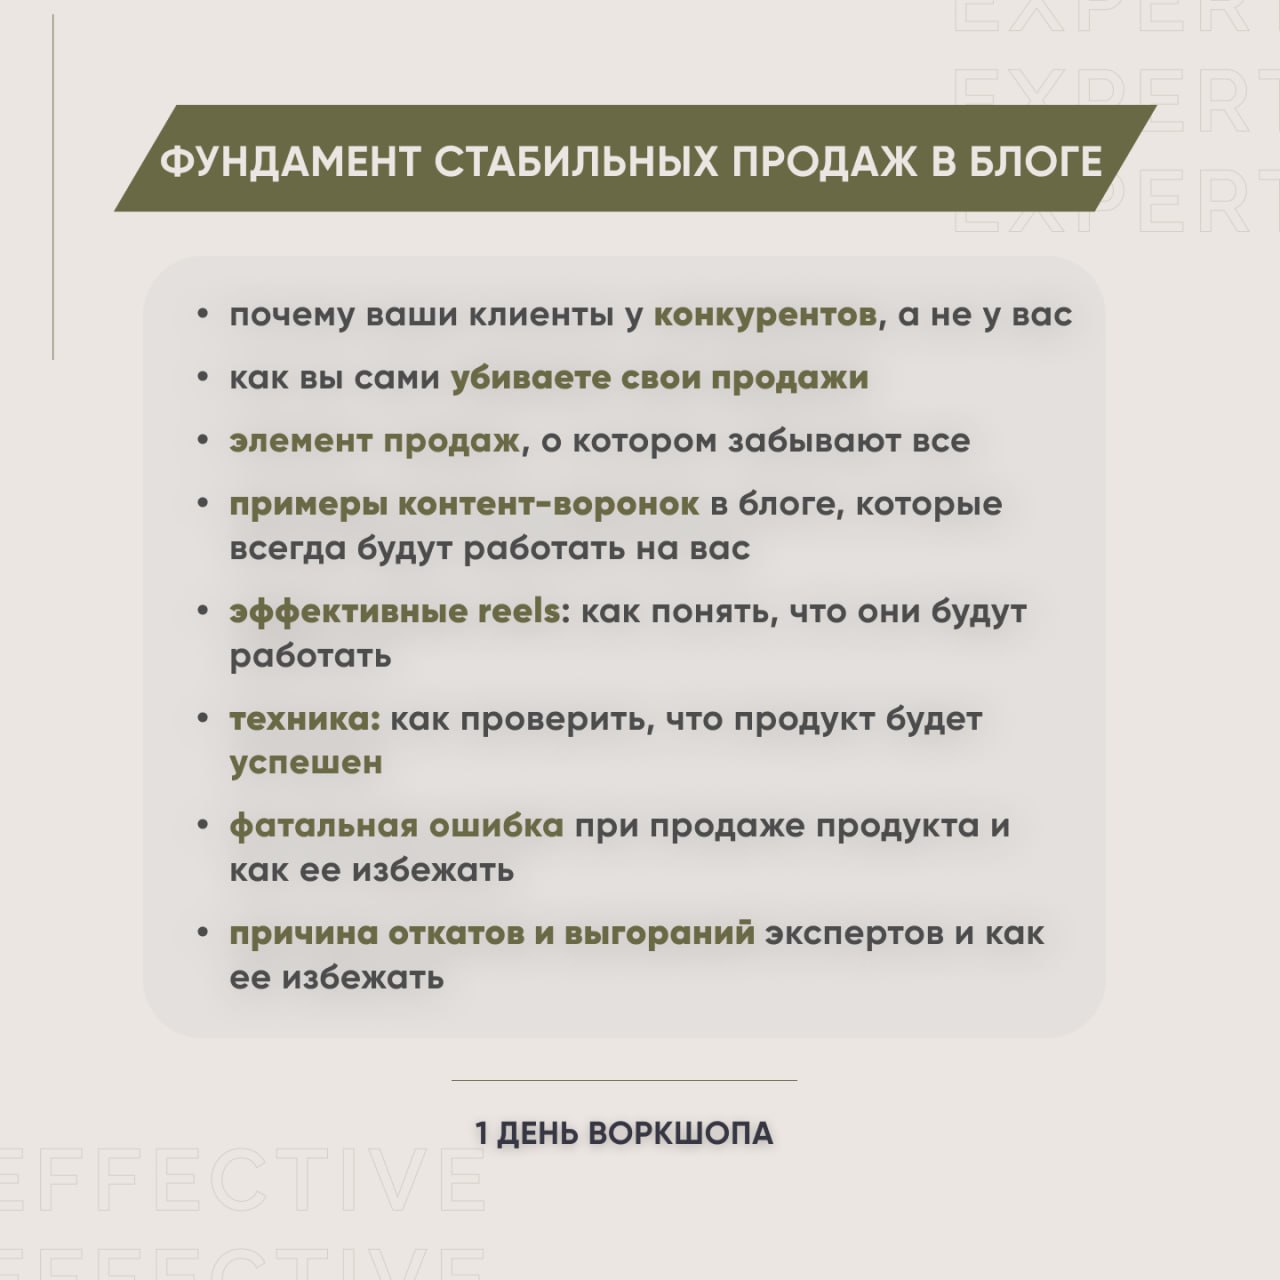 EXPERT
EXPERT
EXPERT
ФУНДАМЕНТ СТАБИЛЬНЫХ ПРОДАЖ В БЛОГЕ
• почему ваши клиенты у конкурентов, а не у вас
• как вы сами убиваете свои продажи
• элемент продаж, о котором забывают все
• примеры контент-воронок в блоге, которые
всегда будут работать на вас
• эффективные reels: как понять, что они будут
работать
• техника: как проверить, что продукт будет
успешен
• фатальная ошибка при продаже продукта и
как ее избежать
• причина откатов и выгораний экспертов и как
ее избежать
1 ДЕНЬ ВОРКШОПА
EFFECTIVE
EFFECTIVE